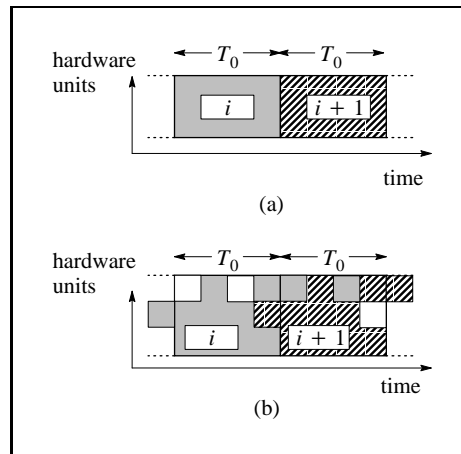 T0 T0
hardware
units
i
i + 1
time
(a)
T0 T0
hardware
units
i
i + 1
time
(b)